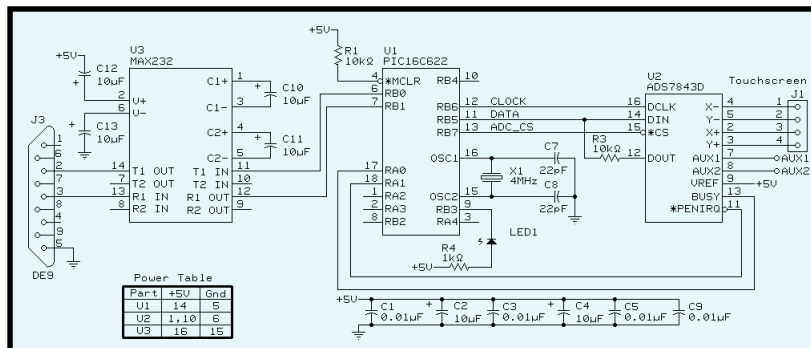 +5V
R1
10kΩ
U1
PIC16C622
U3
MAX232
+5V
C12
10µF
C13
10µF
2 V+
6 V-
C1+ 1
C1- 3
C2+ 4
C2- 5
C10
10µF
C11
10µF
J3
1
6
2
7
3
8
4
9
5
DE9
14 T1 OUT
7 T2 OUT
13 R1 IN
8 R2 IN
T1 IN 11
T2 IN 10
R1 OUT 12
R2 OUT 9
4 *MCLR
6 RB0
7 RB1
17 RA0
18 RA1
1 RA2
2 RA3
8 RB2
RB4 10
RB6 12 CLOCK
RB5 11 DATA
RB7 13 ADC_CS
OSC1 16
OSC2 15
RB3 9
RA4 3
C7
22pF
X1
4MHz
C8
22pF
R3
10kΩ
LED1
R4
1kΩ
+5V
U2
ADS7843D
16 DCLK
14 DIN
15 *CS
12 DOUT
X- 4
Y- 5
X+ 2
Y+ 3
AUX1 7
AUX2 8
VREF 9
BUSY 13
*PENIRQ 11
Touchscreen
J1
1
2
3
4
AUX1
AUX2
+5V
Power Table
Part +5V Gnd
U1 14 5
U2 1,10 6
U3 16 15
+5V
C1
0.01µF
C2
10µF
C3
0.01µF
C4
10µF
C5
0.01µF
C9
0.01µF